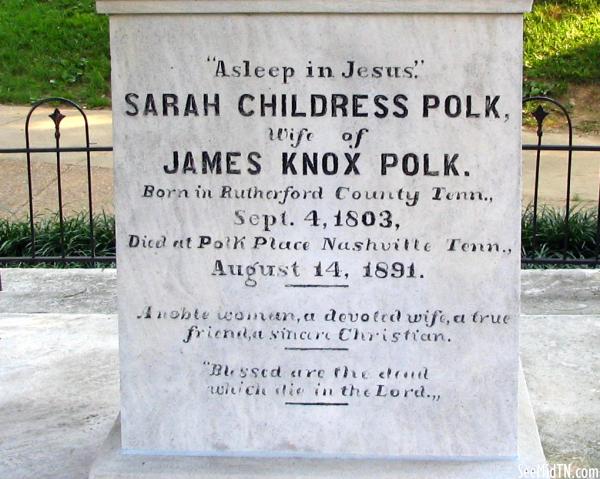 "Asleep in Jesus."
SARAH CHILDRESS POLK,
Wife of
JAMES KNOX POLK.
Born in Rutherford County Tenn.,
Sept. 4, 1803,
Died at Polk Place Nashville Tenn.,
August 14, 1891.
A noble woman, a devoted wife, a true
friend, a sincere Christian.
"Blessed are the dead
which die in the Lord.„
SeeMidTN.com